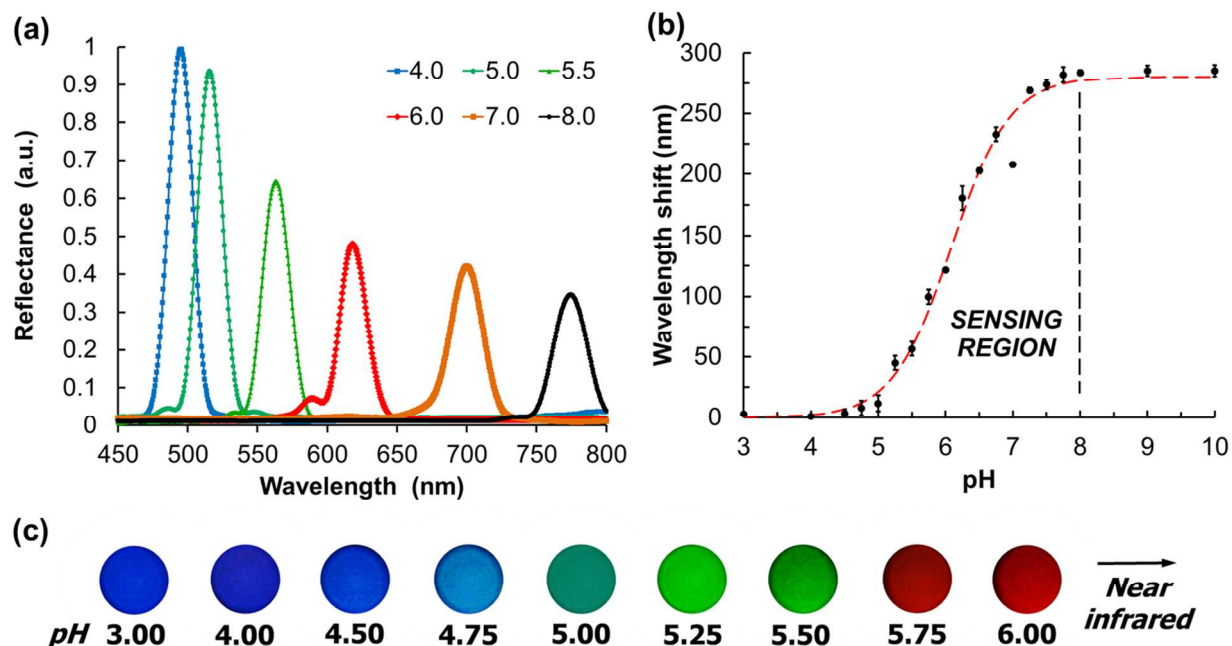 (a)
1
0.9
0.8
0.7
0.6
0.5
0.4
0.3
0.2
0.1
0
Reflectance (a.u.)
4.0 5.0 5.5
6.0 7.0 8.0
450 500 550 600 650 700 750 800
Wavelength (nm)
(b)
300
250
200
150
100
50
0
Wavelength shift (nm)
SENSING
REGION
3 4 5 6 7 8 9 10
pH
(c)
Near
infrared
pH 3.00 4.00 4.50 4.75 5.00 5.25 5.50 5.75 6.00